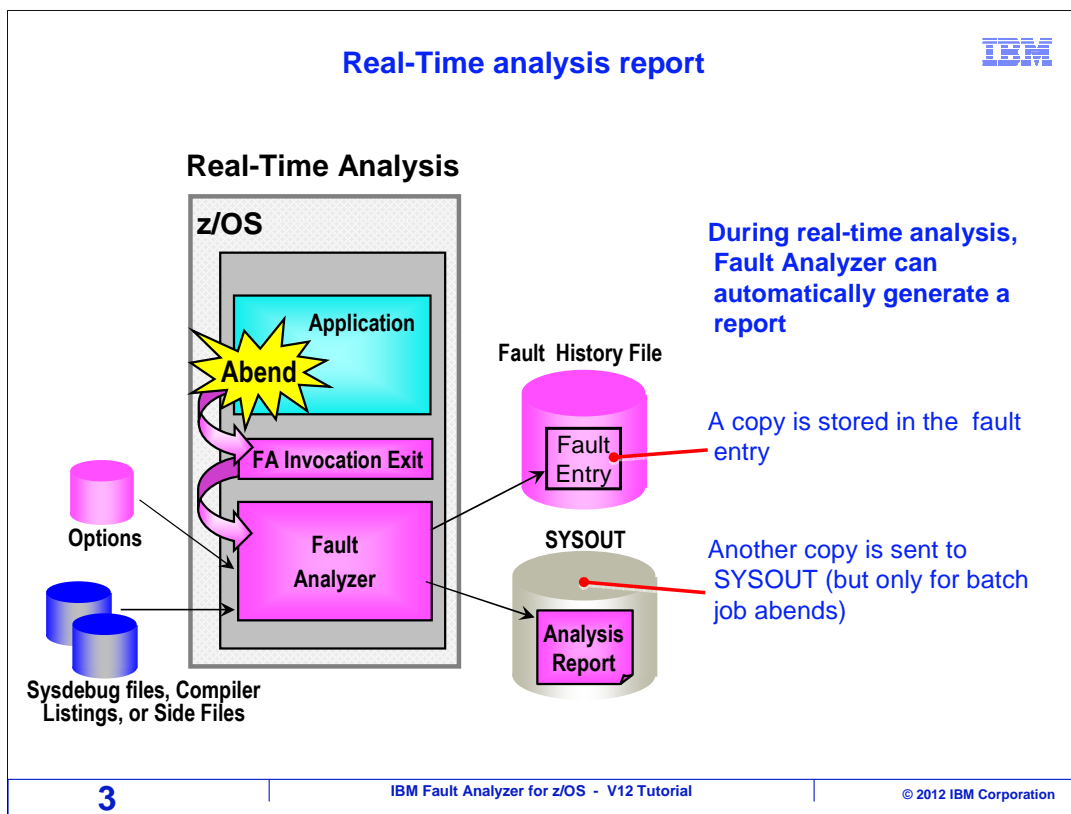 Real-Time analysis report
IBM
Real-Time Analysis
z/OS
Application
Abend
FA Invocation Exit
Fault
Analyzer
Options
Sysdebug files, Compiler
Listings, or Side Files
Fault History File
Fault
Entry
SYSOUT
Analysis
Report
During real-time analysis,
Fault Analyzer can
automatically generate a
report
A copy is stored in the fault
entry
Another copy is sent to
SYSOUT (but only for batch
job abends)
3
IBM Fault Analyzer for z/OS - V12 Tutorial
© 2012 IBM Corporation